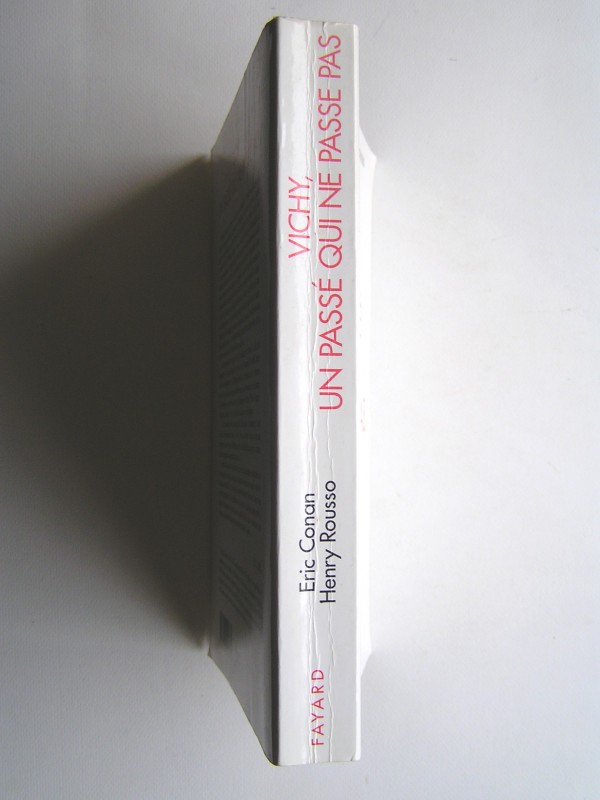 FAYARD
Eric Conan
Henry Rousso
VICHY,
UN PASSÉ QUI NE PASSE PAS